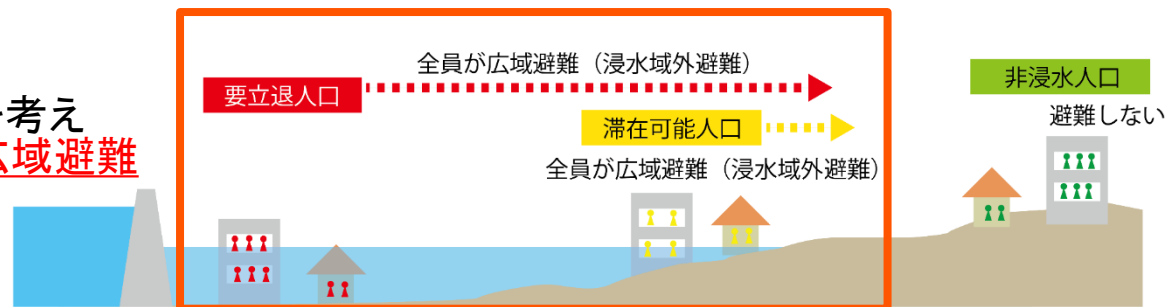 考え
広域避難
全員が広域避難（浸水域外避難）
要立退人口
滞在可能人口
全員が広域避難（浸水域外避難）
非浸水人口
避難しない